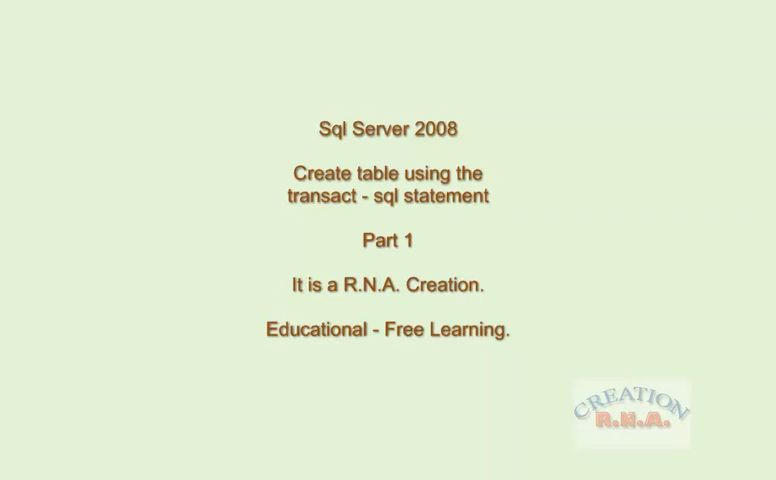 Sql Server 2008
Create table using the
transact - sql statement
Part 1
It is a R.N.A. Creation.
Educational - Free Learning.
CREATION
R.N.A.